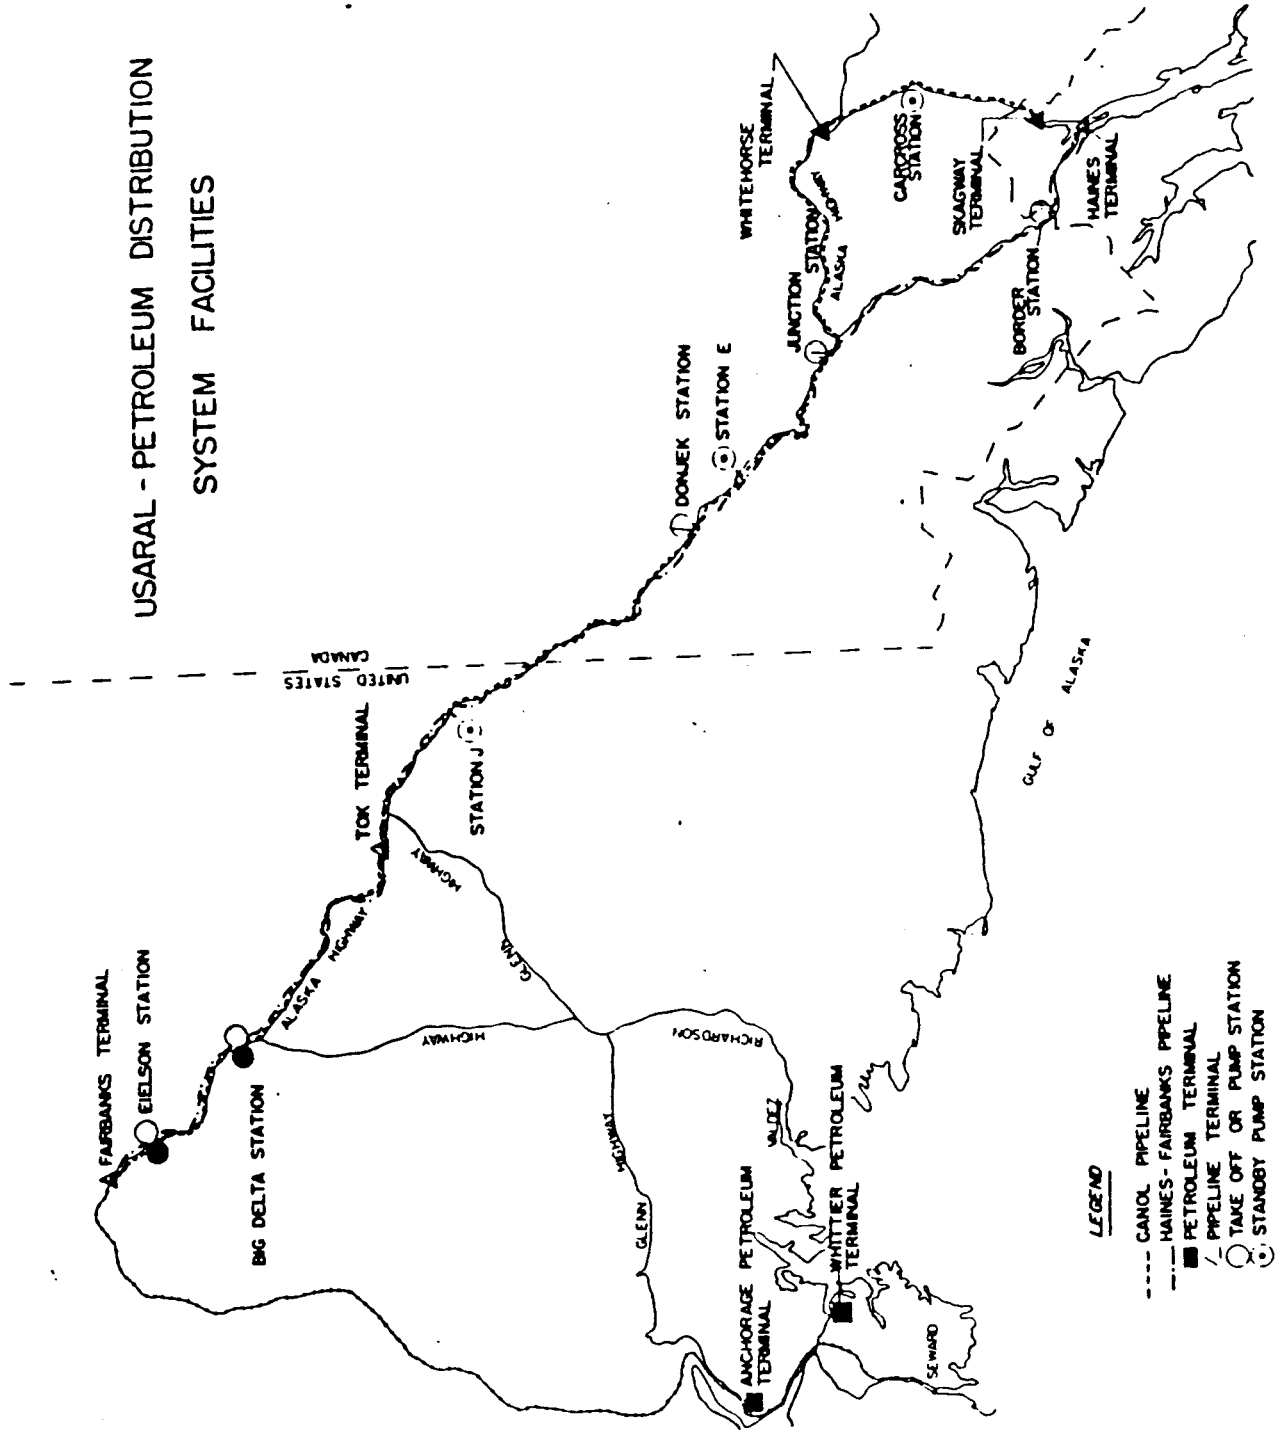 USARAL - PETROLEUM DISTRIBUTION
SYSTEM FACILITIES
FAIRBANKS TERMINAL
EIELSON STATION
BIG DELTA STATION
ALASKA HIGHWAY
TOK TERMINAL
STATION J
UNITED STATES
CANADA
DONJEK STATION
STATION E
JUNCTION
STATION
ALASKA
HIGHWAY
WHITEHORSE
TERMINAL
CARCROSS
STATION
SKAGWAY
TERMINAL
HAINES
TERMINAL
BORDER
STATION
HIGHWAY
GLENN
HIGHWAY
RICHARDSON
HIGHWAY
GLENN
VALDEZ
ANCHORAGE PETROLEUM
TERMINAL
WHITTIER PETROLEUM
TERMINAL
SEWARD
GULF OF ALASKA
LEGEND
CANOL PIPELINE
HAINES - FAIRBANKS PIPELINE
PETROLEUM TERMINAL
PIPELINE TERMINAL
TAKE OFF OR PUMP STATION
STANDBY PUMP STATION